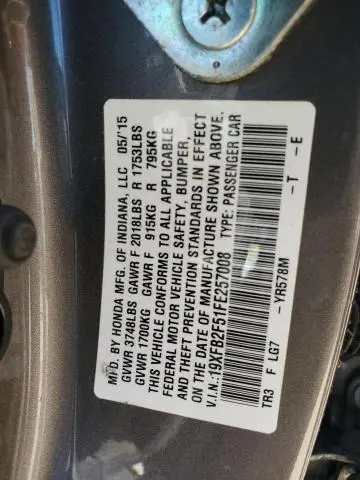 MFD. BY HONDA MFG. OF INDIANA, LLC 05/15
GVWR 3748LBS GAWR F 2018LBS R 1753LBS
GVWR 1700KG GAWR F 915KG R 795KG
THIS VEHICLE CONFORMS TO ALL APPLICABLE
FEDERAL MOTOR VEHICLE SAFETY, BUMPER,
AND THEFT PREVENTION STANDARDS IN EFFECT
ON THE DATE OF MANUFACTURE SHOWN ABOVE.
V.I.N.:19XFB2F51FE257008 TYPE: PASSENGER CAR
TR3 F LG7 -YR578M -T -E